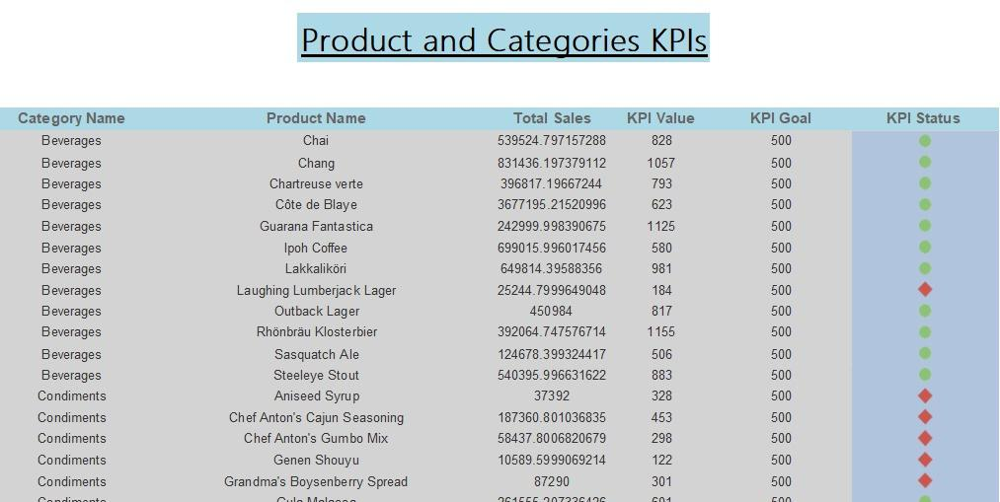 Product and Categories KPIs
Category Name Product Name Total Sales KPI Value KPI Goal KPI Status
Beverages Chai 539524.797157288 828 500
Beverages Chang 831436.197379112 1057 500
Beverages Chartreuse verte 396817.19667244 793 500
Beverages Côte de Blaye 3677195.21520996 623 500
Beverages Guarana Fantastica 242999.998390675 1125 500
Beverages Ipoh Coffee 699015.996017456 580 500
Beverages Lakkaliköri 649814.39588356 981 500
Beverages Laughing Lumberjack Lager 25244.7999649048 184 500
Beverages Outback Lager 450984 817 500
Beverages Rhönbräu Klosterbier 392064.747576714 1155 500
Beverages Sasquatch Ale 124678.399324417 506 500
Beverages Steeleye Stout 540395.996631622 883 500
Condiments Aniseed Syrup 37392 328 500
Condiments Chef Anton's Cajun Seasoning 187360.801036835 453 500
Condiments Chef Anton's Gumbo Mix 58437.8006820679 298 500
Condiments Genen Shouyu 10589.5999069214 122 500
Condiments Grandma's Boysenberry Spread 87290 301 500